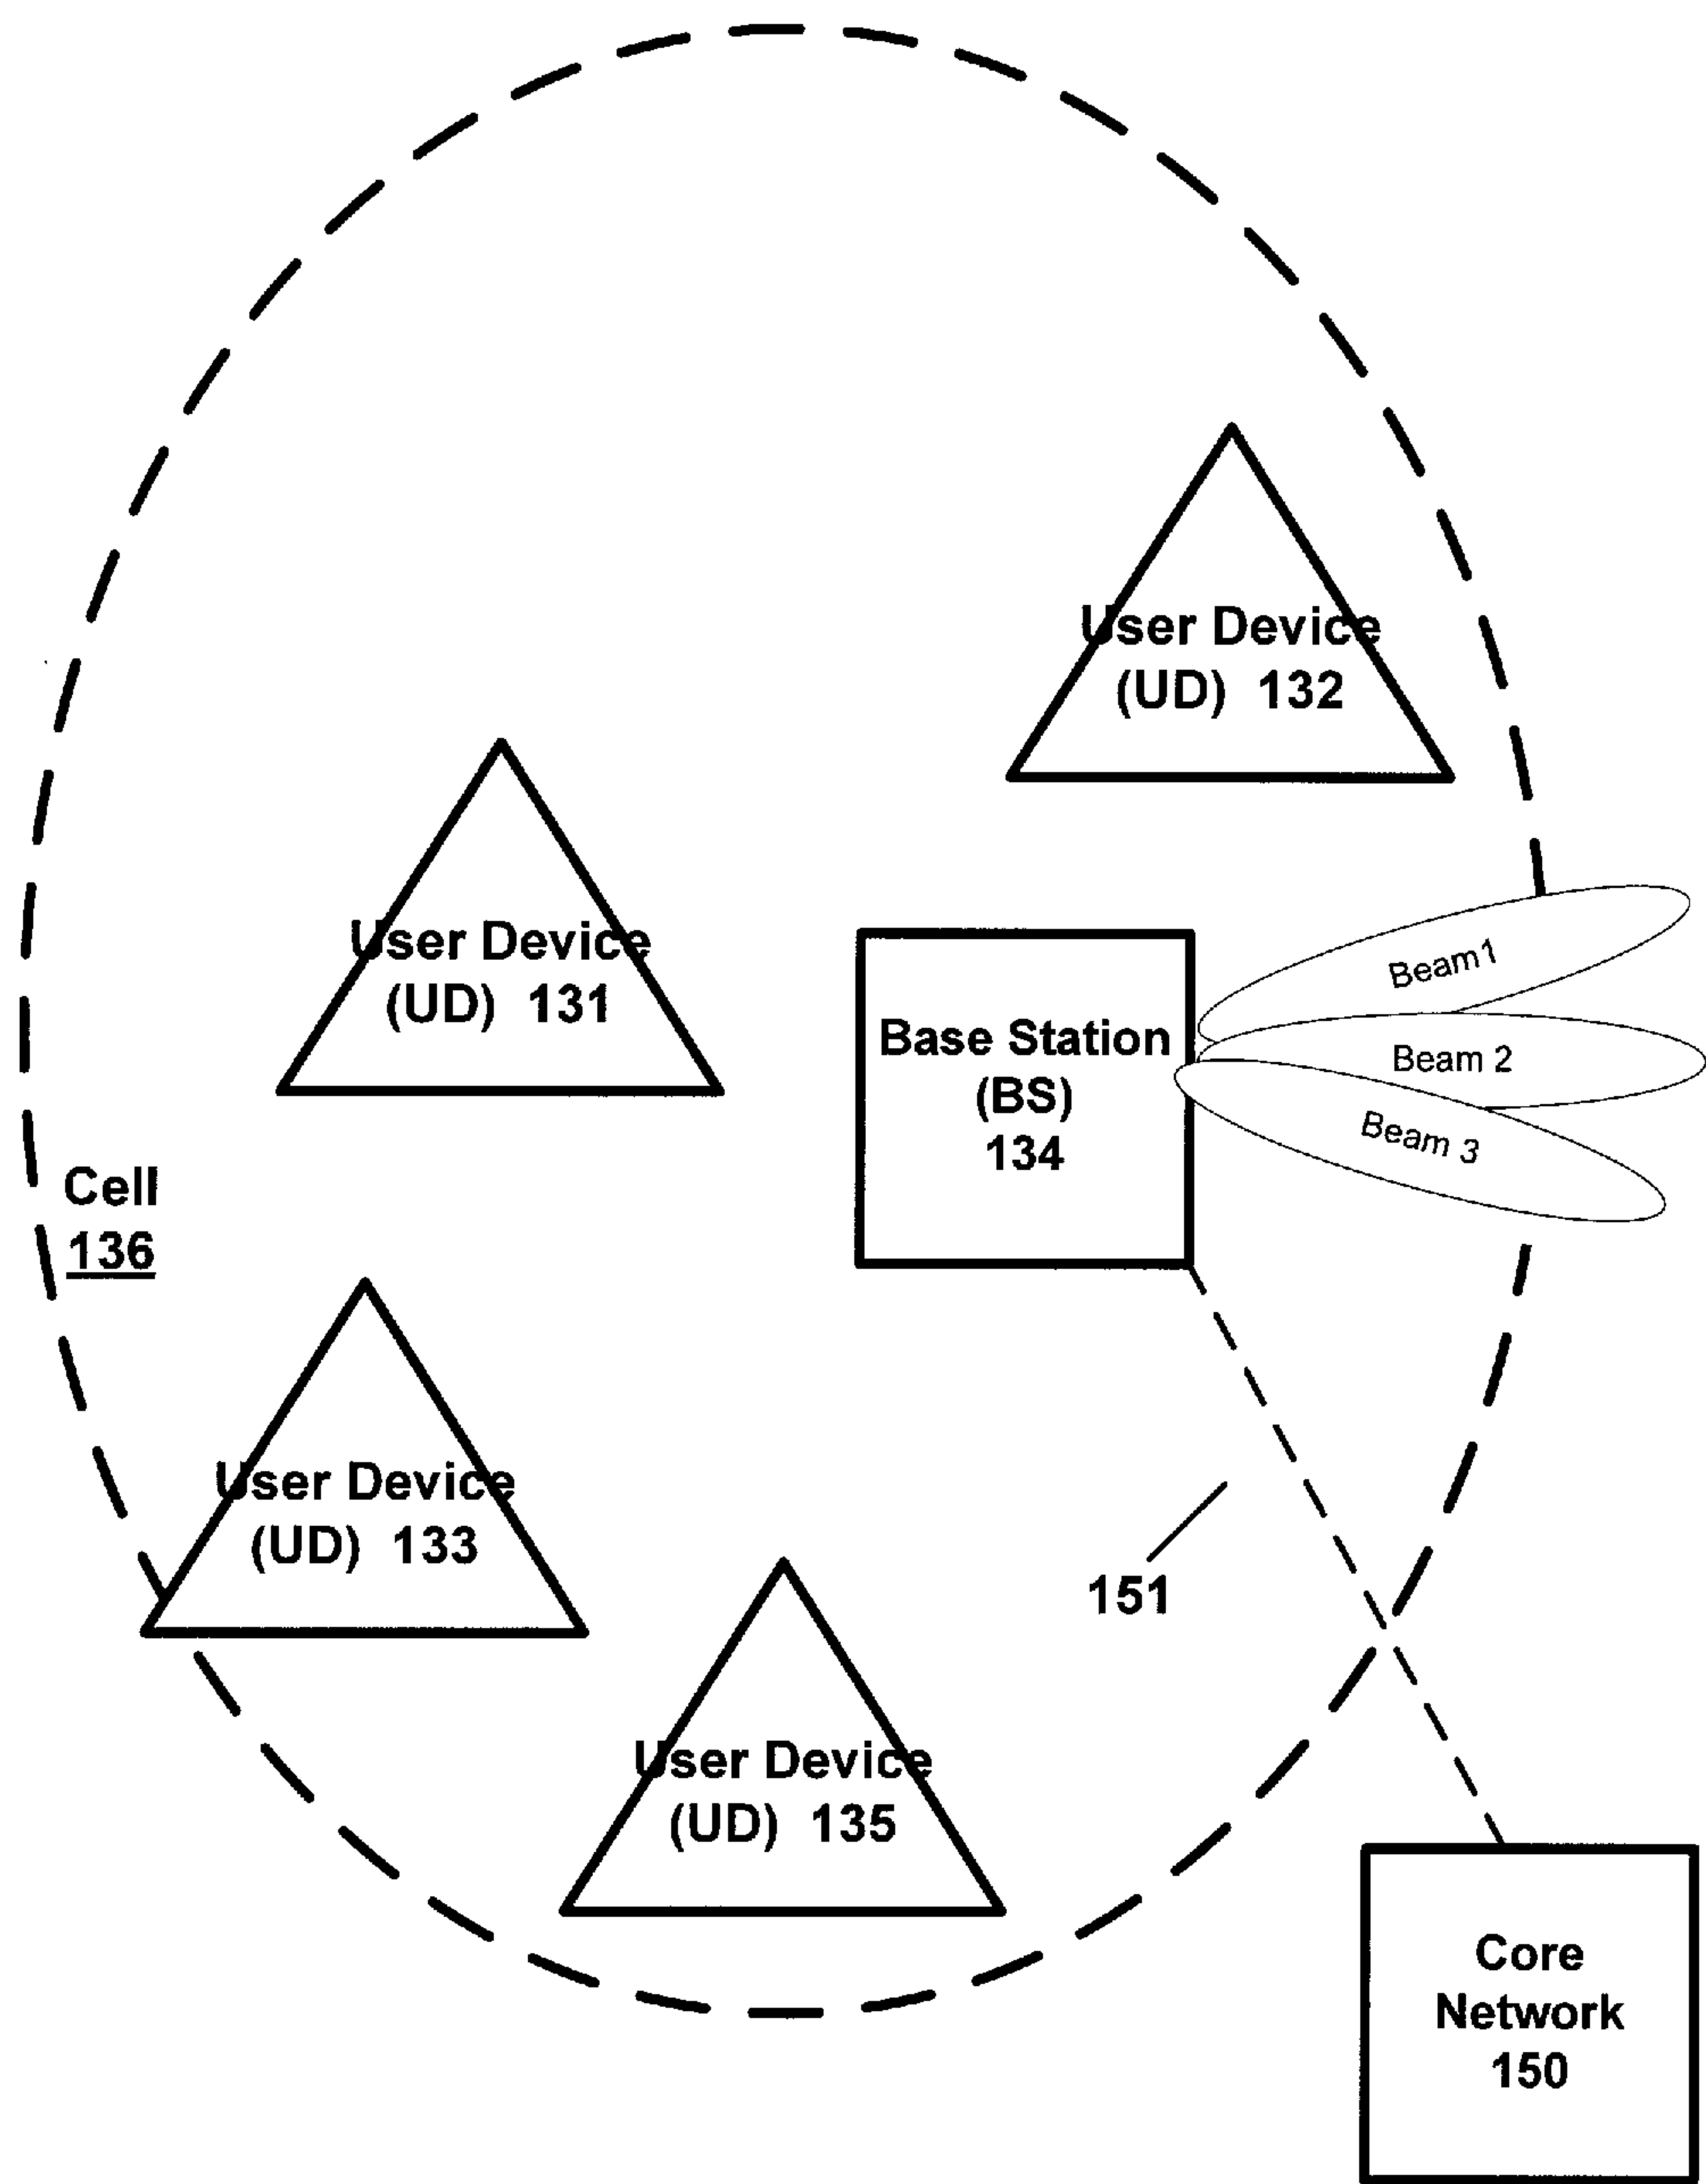 User Device
(UD) 132
User Device
(UD) 131
Beam1
Base Station
(BS)
134
Beam 2
Beam 3
Cell
136
User Device
(UD) 133
151
User Device
(UD) 135
Core
Network
150